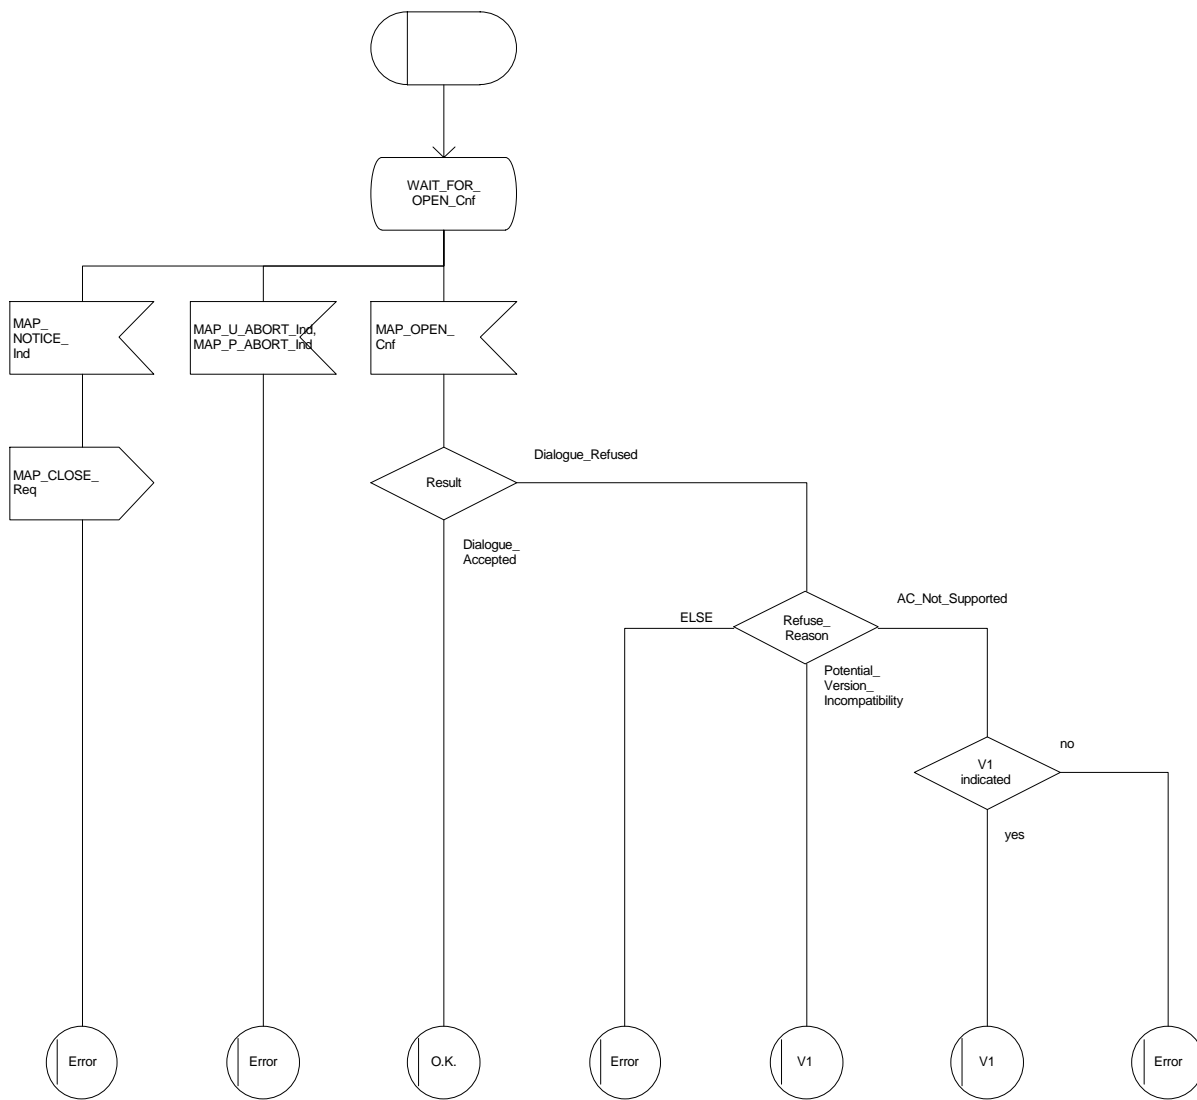 WAIT_FOR_
OPEN_Cnf
MAP_
NOTICE_
Ind
MAP_U_ABORT_Ind,
MAP_P_ABORT_Ind
MAP_OPEN_
Cnf
MAP_CLOSE_
Req
Result
Dialogue_Refused
Dialogue_
Accepted
ELSE
Refuse_
Reason
AC_Not_Supported
Potential_
Version_
Incompatibility
V1
indicated
no
yes
Error
Error
O.K.
Error
V1
V1
Error